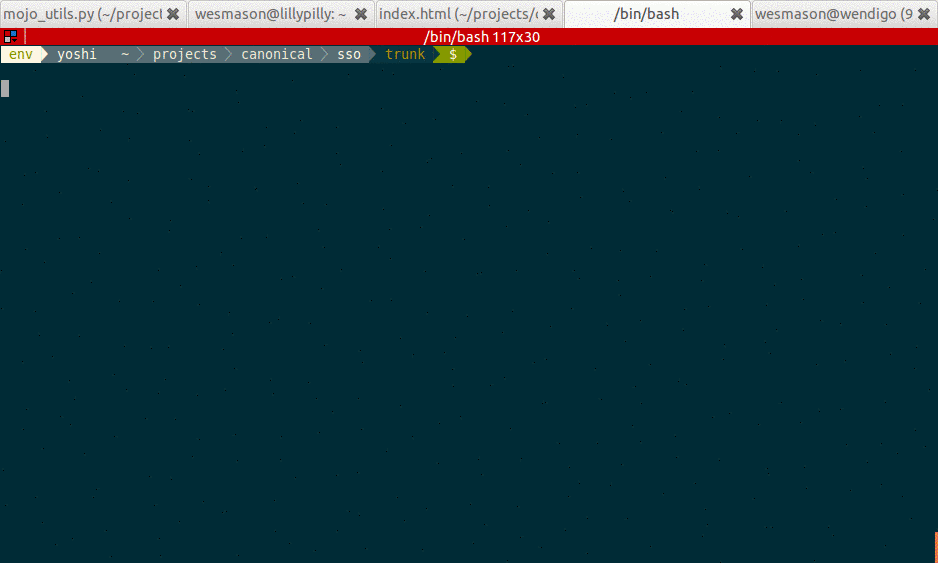 mojo_utils.py (~/project wesmason@lillypilly: ~ index.html (~/projects/c /bin/bash wesmason@wendigo (9
/bin/bash 117x30
env yoshi ~ projects canonical sso trunk $